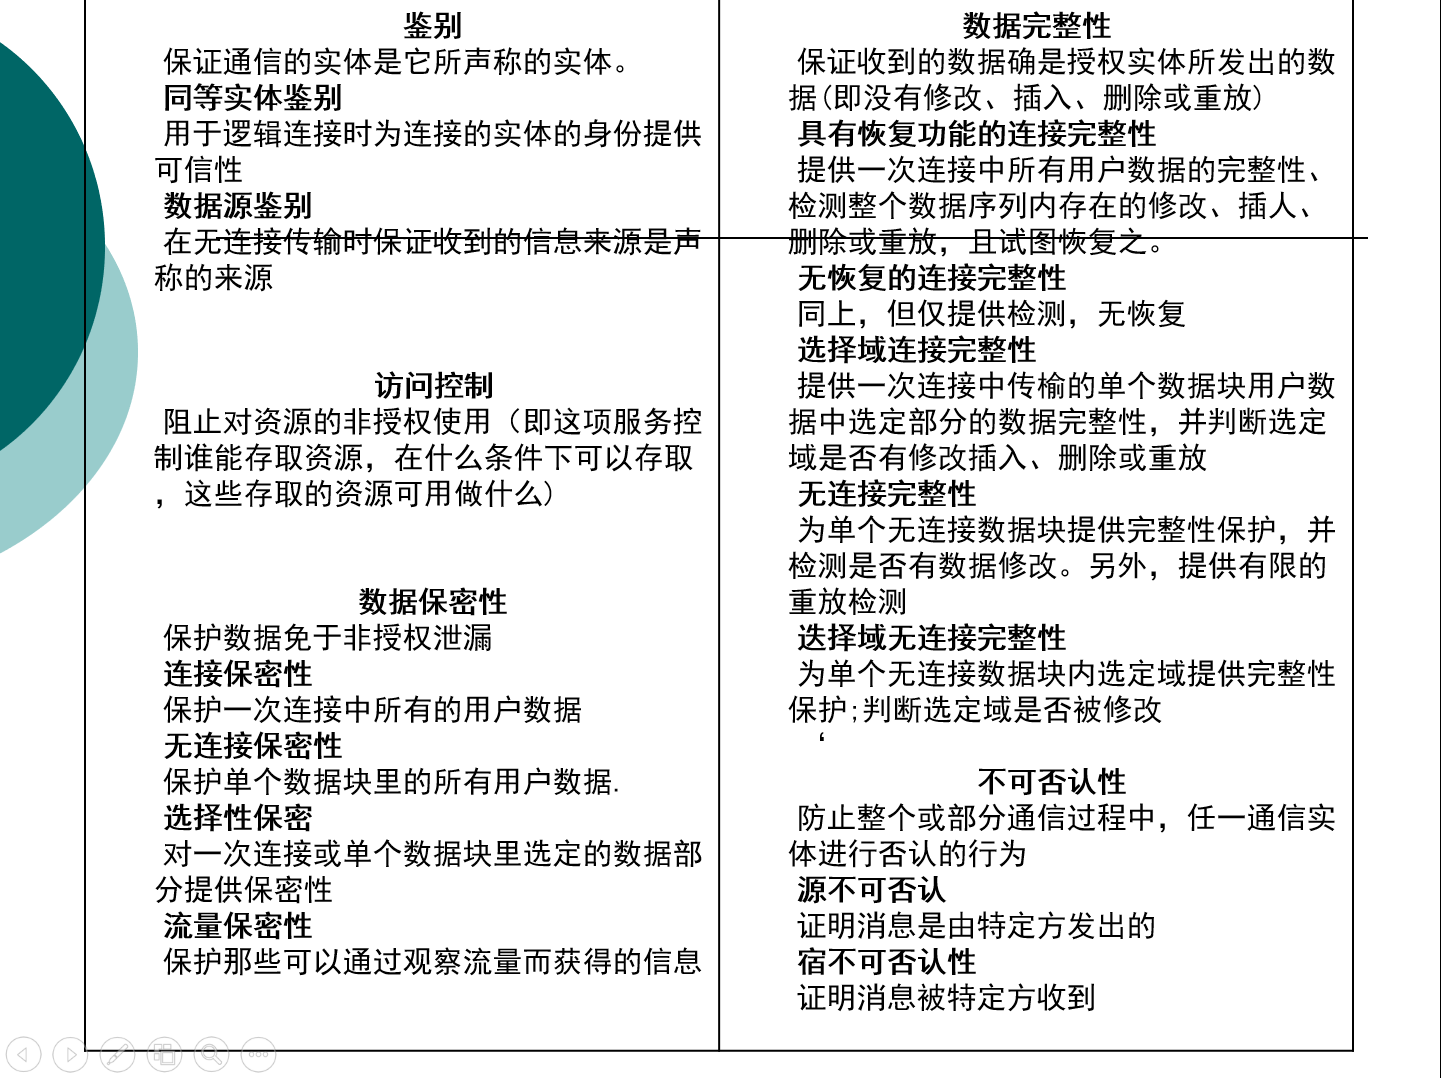 鉴别
保证通信的实体是它所声称的实体。
同等实体鉴别
用于逻辑连接时为连接的实体的身份提供
可信性
数据源鉴别
在无连接传输时保证收到的信息来源是声
称的来源
访问控制
阻止对资源的非授权使用（即这项服务控
制谁能存取资源，在什么条件下可以存取
，这些存取的资源可用做什么)
数据保密性
保护数据免于非授权泄漏
连接保密性
保护一次连接中所有的用户数据
无连接保密性
保护单个数据块里的所有用户数据.
选择性保密
对一次连接或单个数据块里选定的数据部
分提供保密性
流量保密性
保护那些可以通过观察流量而获得的信息
数据完整性
保证收到的数据确是授权实体所发出的数
据(即没有修改、插入、删除或重放)
具有恢复功能的连接完整性
提供一次连接中所有用户数据的完整性、
检测整个数据序列内存在的修改、插人、
删除或重放，且试图恢复之。
无恢复的连接完整性
同上，但仅提供检测，无恢复
选择域连接完整性
提供一次连接中传榆的单个数据块用户数
据中选定部分的数据完整性，并判断选定
域是否有修改插入、删除或重放
无连接完整性
为单个无连接数据块提供完整性保护，并
检测是否有数据修改。另外，提供有限的
重放检测
迭择域无连接完整性
为单个无连接数据块内选定域提供完整性
保护;判断选定域是否被修改
‘
不可否认性
防止整个或部分通信过程中，任一通信实
体进行否认的行为
源不可否认
证明消息是由特定方发出的
宿不可否认性
证明消息被特定方收到